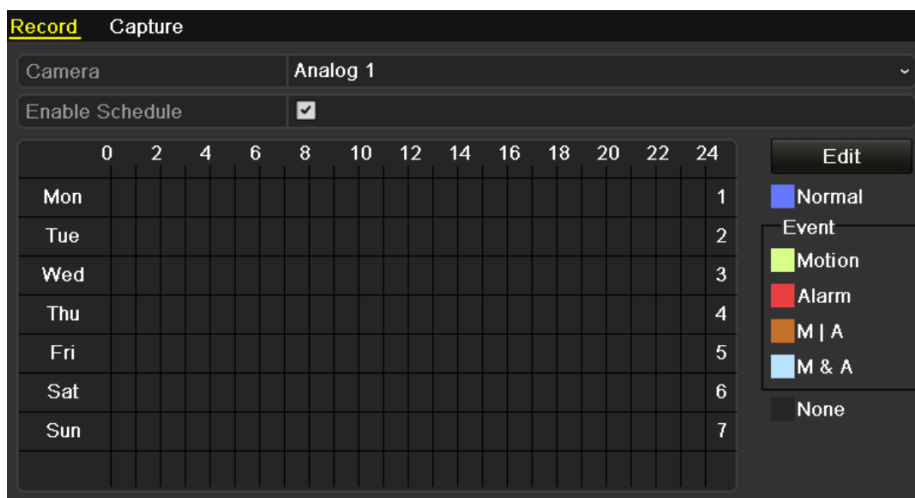 Record Capture
Camera Analog 1
Enable Schedule
0 2 4 6 8 10 12 14 16 18 20 22 24
Edit
Mon 1
Normal
Tue 2
Event
Wed 3
Motion
Alarm
Thu 4
M | A
Fri 5
M & A
Sat 6
None
Sun 7